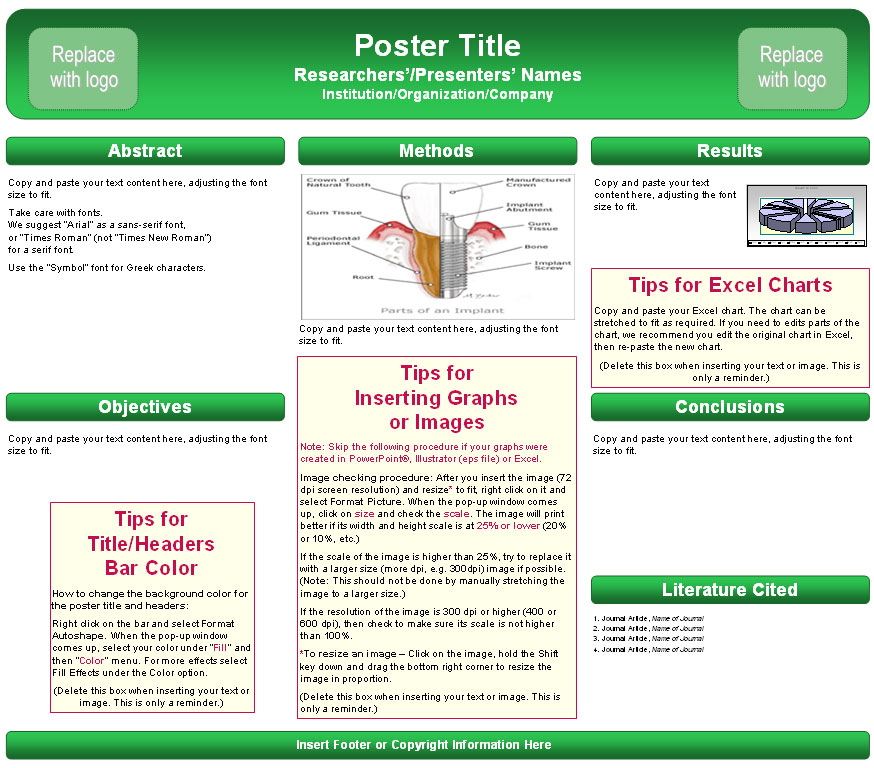 Replace
with logo
Poster Title
Researchers'/Presenters' Names
Institution/Organization/Company
Replace
with logo
Abstract
Copy and paste your text content here, adjusting the font
size to fit.
Take care with fonts.
We suggest "Arial" as a sans-serif font,
or "Times Roman" (not "Times New Roman")
for a serif font.
Use the "Symbol" font for Greek characters.
Objectives
Copy and paste your text content here, adjusting the font
size to fit.
Tips for
Title/Headers
Bar Color
How to change the background color for
the poster title and headers:
Right click on the bar and select Format
Autoshape. When the pop-up window
comes up, select your color under "Fill" and
then "Color" menu. For more effects select
Fill Effects under the Color option.
(Delete this box when inserting your text or
image. This is only a reminder.)
Methods
Crown of
Natural Tooth
Gum Tissue
Periodontal
Ligament
Root
Manufactured
Crown
Implant
Abutment
Gum
Tissue
Bone
Implant
Screw
Parts of an Implant
Copy and paste your text content here, adjusting the font
size to fit.
Tips for
Inserting Graphs
or Images
Note: Skip the following procedure if your graphs were
created in PowerPoint®, Illustrator (eps file) or Excel.
Image checking procedure: After you insert the image (72
dpi screen resolution) and resize* to fit, right click on it and
select Format Picture. When the pop-up window comes
up, click on size and check the scale. The image will print
better if its width and height scale is at 25% or lower (20%
or 10%, etc.)
If the scale of the image is higher than 25%, try to replace it
with a larger size (more dpi, e.g. 300dpi) image if possible.
(Note: This should not be done by manually stretching the
image to a larger size.)
If the resolution of the image is 300 dpi or higher (400 or
600 dpi), then check to make sure its scale is not higher
than 100%.
*To resize an image – Click on the image, hold the Shift
key down and drag the bottom right corner to resize the
image in proportion.
(Delete this box when inserting your text or image. This is
only a reminder.)
Results
Copy and paste your text
content here, adjusting the font
size to fit.
Tips for Excel Charts
Copy and paste your Excel chart. The chart can be
stretched to fit as required. If you need to edits parts of the
chart, we recommend you edit the original chart in Excel,
then re-paste the new chart.
(Delete this box when inserting your text or image. This is
only a reminder.)
Conclusions
Copy and paste your text content here, adjusting the font
size to fit.
Literature Cited
1. Journal Article, Name of Journal
2. Journal Article, Name of Journal
3. Journal Article, Name of Journal
4. Journal Article, Name of Journal
Insert Footer or Copyright Information Here